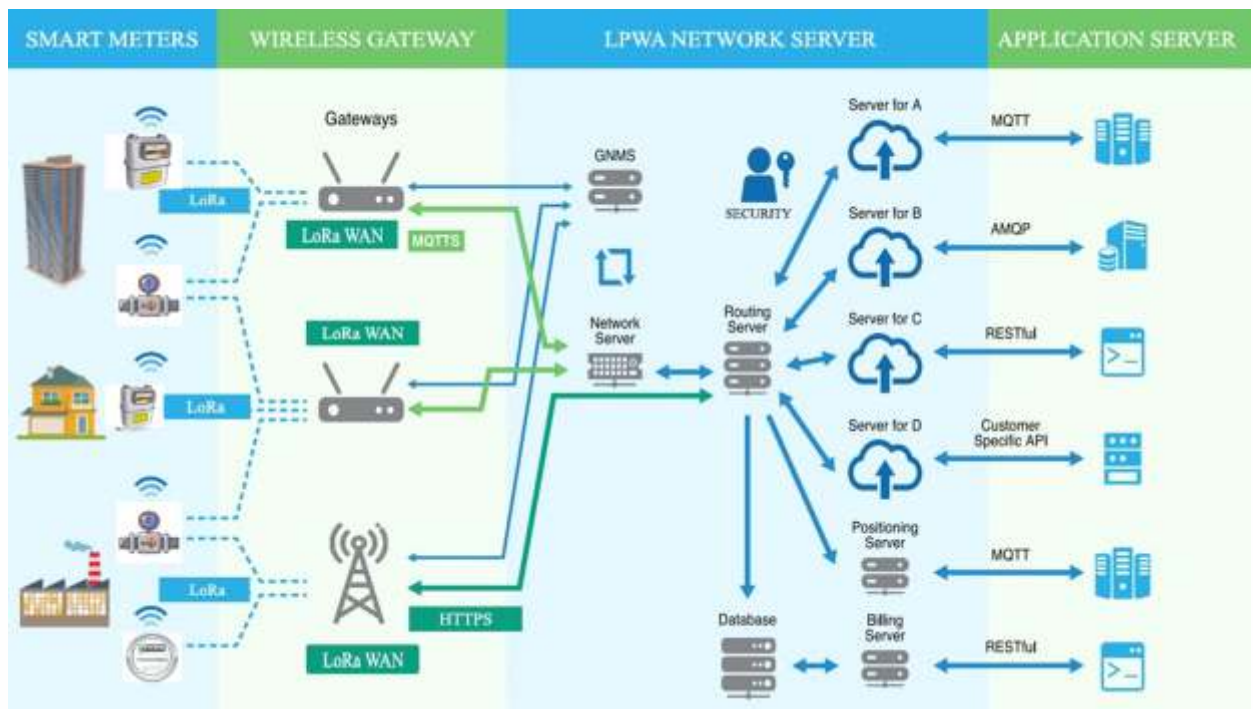 SMART METERS
WIRELESS GATEWAY
LPWA NETWORK SERVER
APPLICATION SERVER
Gateways
LoRa
LoRa WAN
MQTTS
GNMS
SECURITY
Server for A
MQTT
Server for B
AMQP
LoRa WAN
Network
Server
Routing
Server
Server for C
RESTful
LoRa
Server for D
Customer
Specific API
Positioning
Server
MQTT
LoRa
HTTPS
LoRa WAN
Database
Billing
Server
RESTful